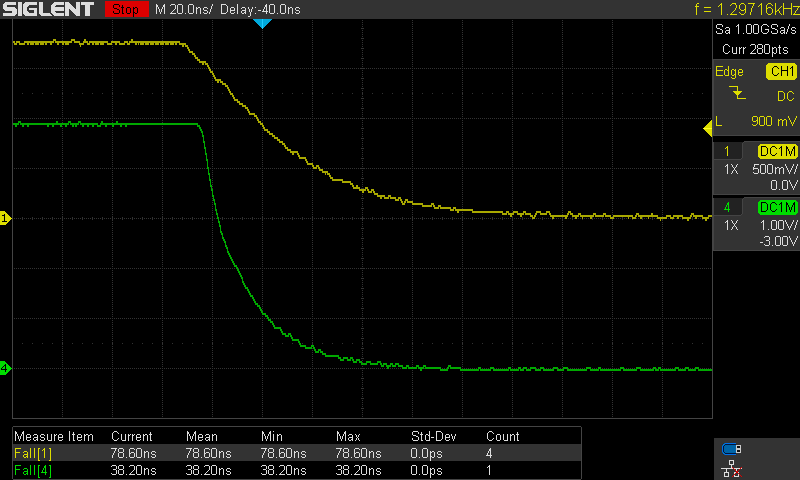 SIGLENT Stop M 20.0ns/ Delay:-40.0ns f = 1.29716kHz
Sa 1.00GSa/s
Curr 280pts
Edge CH1
DC
L 900 mV
1 DC1M
1X 500mV/
0.0V
4 DC1M
1X 1.00V/
-3.00V
1
4
Measure Item Current Mean Min Max Std-Dev Count
Fall[1] 78.60ns 78.60ns 78.60ns 78.60ns 0.0ps 4
Fall[4] 38.20ns 38.20ns 38.20ns 38.20ns 0.0ps 1